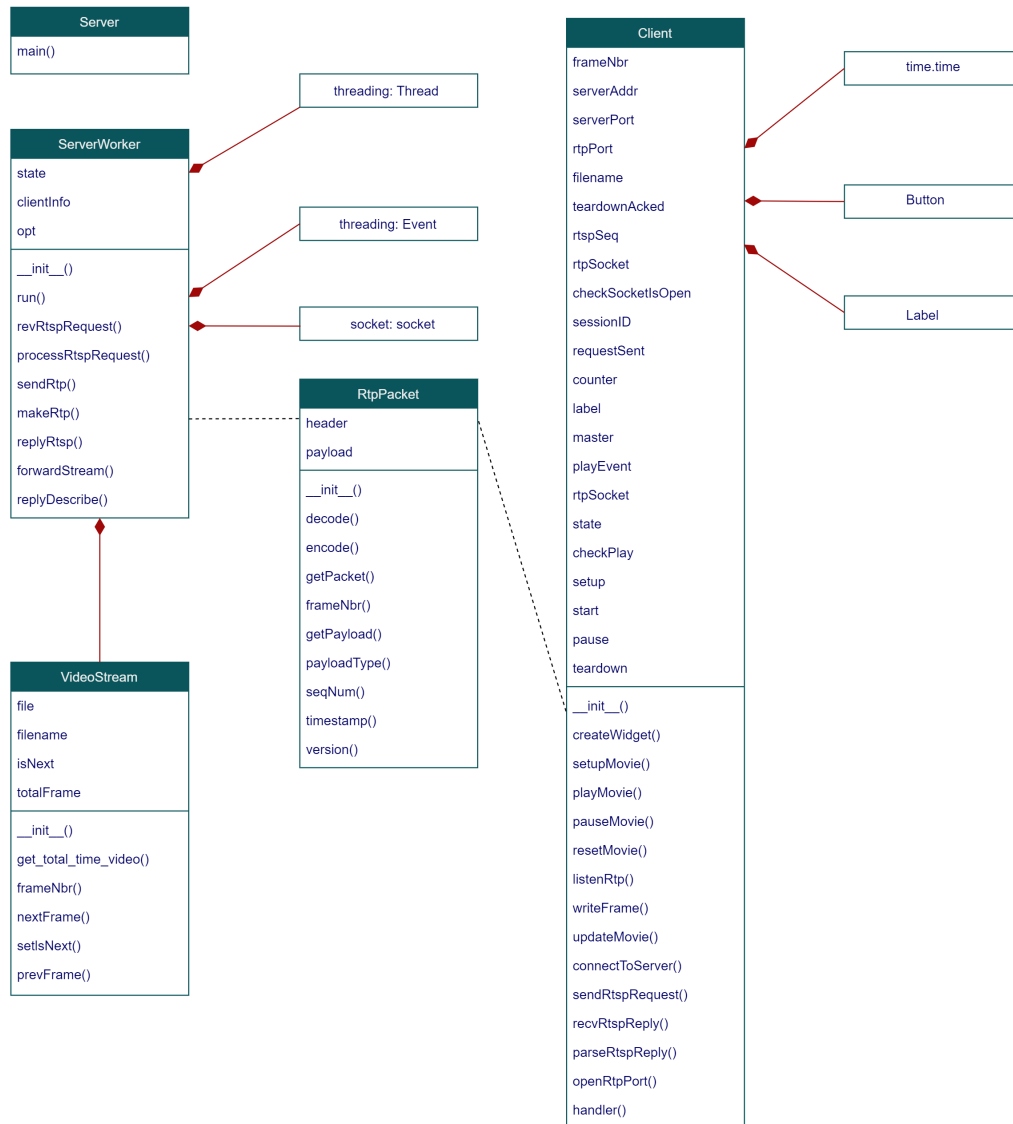 Server
main()
ServerWorker
state
clientInfo
opt
__init__()
run()
revRtspRequest()
processRtspRequest()
sendRtp()
makeRtp()
replyRtsp()
forwardStream()
replyDescribe()
VideoStream
file
filename
isNext
totalFrame
__init__()
get_total_time_video()
frameNbr()
nextFrame()
setIsNext()
prevFrame()
threading: Thread
threading: Event
socket: socket
RtpPacket
header
payload
__init__()
decode()
encode()
getPacket()
frameNbr()
getPayload()
payloadType()
seqNum()
timestamp()
version()
Client
frameNbr
serverAddr
serverPort
rtpPort
filename
teardownAcked
rtspSeq
rtpSocket
checkSocketIsOpen
sessionID
requestSent
counter
label
master
playEvent
rtpSocket
state
checkPlay
setup
start
pause
teardown
__init__()
createWidget()
setupMovie()
playMovie()
pauseMovie()
resetMovie()
listenRtp()
writeFrame()
updateMovie()
connectToServer()
sendRtspRequest()
recvRtspReply()
parseRtspReply()
openRtpPort()
handler()
time.time
Button
Label